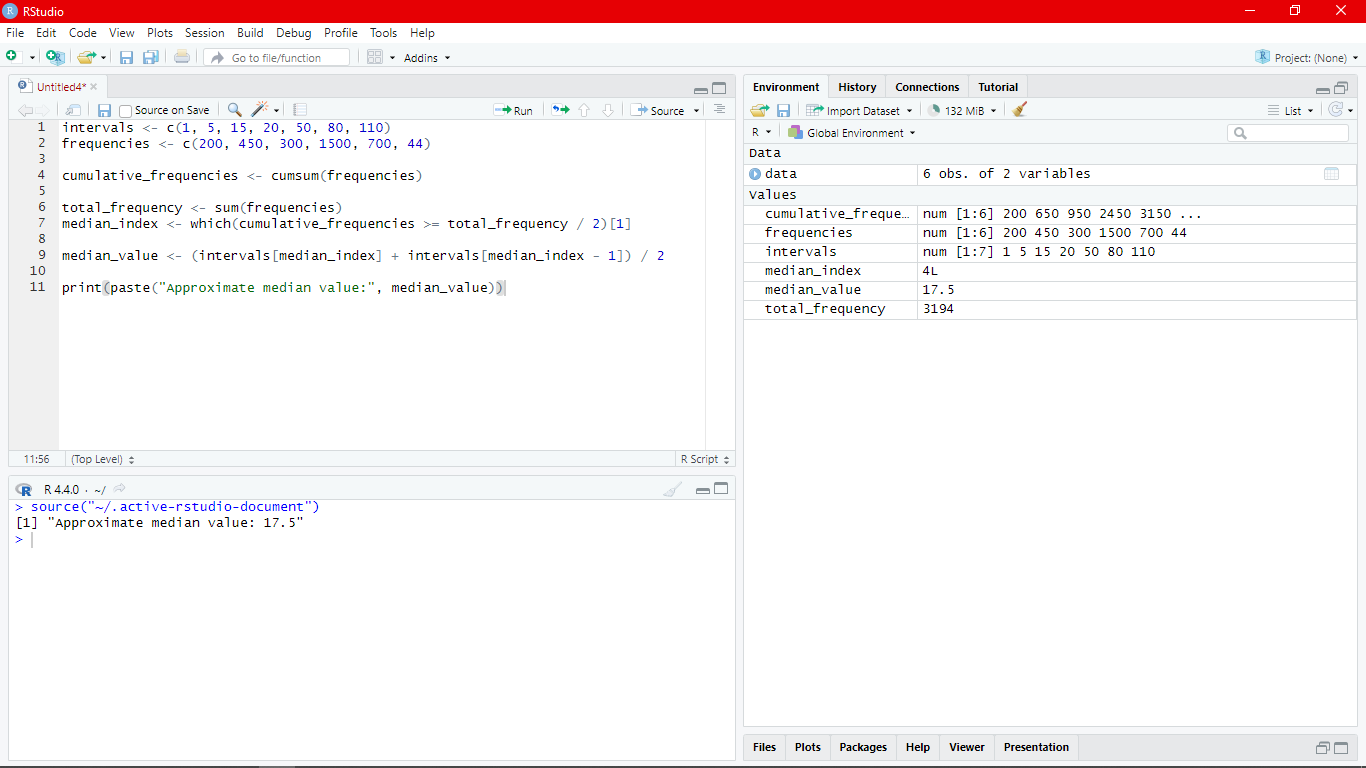 RStudio
File Edit Code View Plots Session Build Debug Profile Tools Help
Go to file/function Addins Project: (None)
Untitled4*
Source on Save Run Source
1 intervals <- c(1, 5, 15, 20, 50, 80, 110)
2 frequencies <- c(200, 450, 300, 1500, 700, 44)
3
4 cumulative_frequencies <- cumsum(frequencies)
5
6 total_frequency <- sum(frequencies)
7 median_index <- which(cumulative_frequencies >= total_frequency / 2)[1]
8
9 median_value <- (intervals[median_index] + intervals[median_index - 1]) / 2
10
11 print(paste("Approximate median value:", median_value))
11:56 (Top Level) R Script
R 4.4.0 · ~/
> source("~/.active-rstudio-document")
[1] "Approximate median value: 17.5"
>
Environment History Connections Tutorial
Import Dataset 132 MiB List
R Global Environment
Data
data 6 obs. of 2 variables
Values
cumulative_freque… num [1:6] 200 650 950 2450 3150 ...
frequencies num [1:6] 200 450 300 1500 700 44
intervals num [1:7] 1 5 15 20 50 80 110
median_index 4L
median_value 17.5
total_frequency 3194
Files Plots Packages Help Viewer Presentation